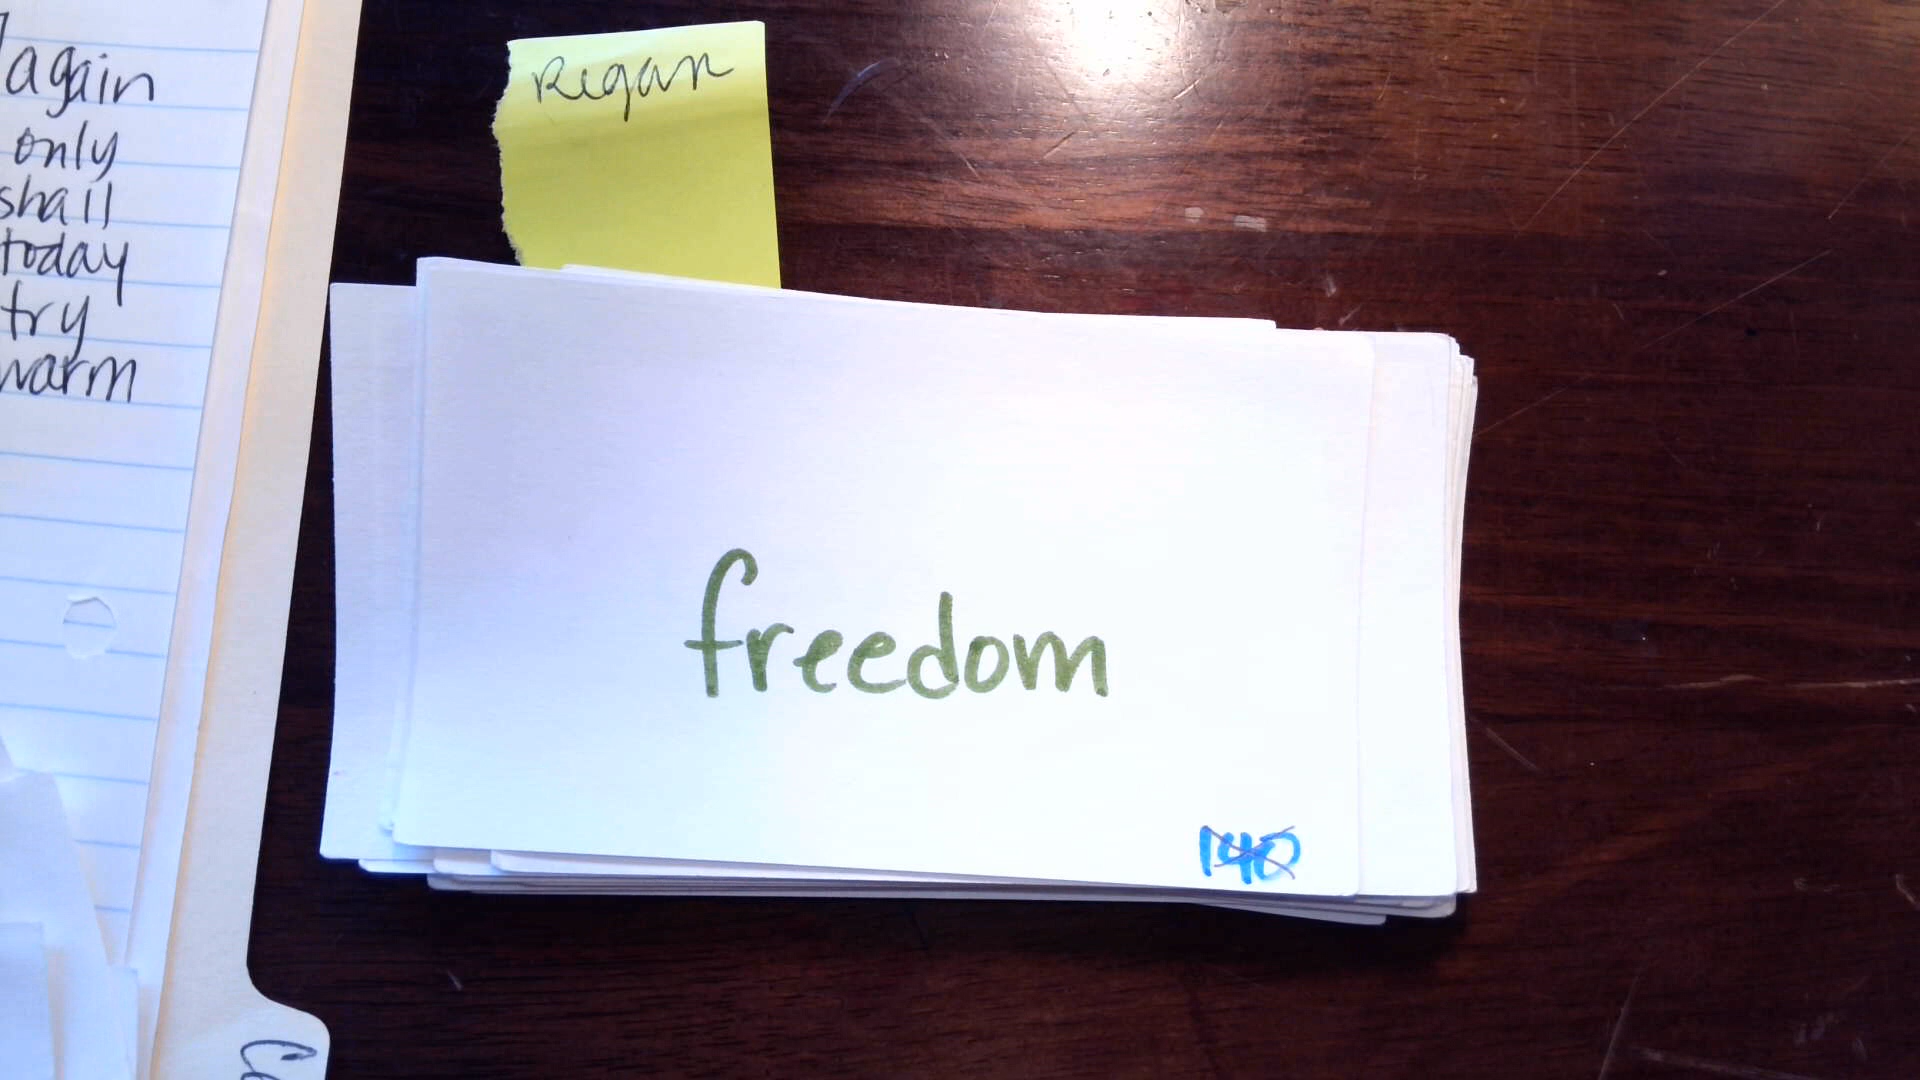 again
only
shall
today
try
warm
Regan
freedom
140